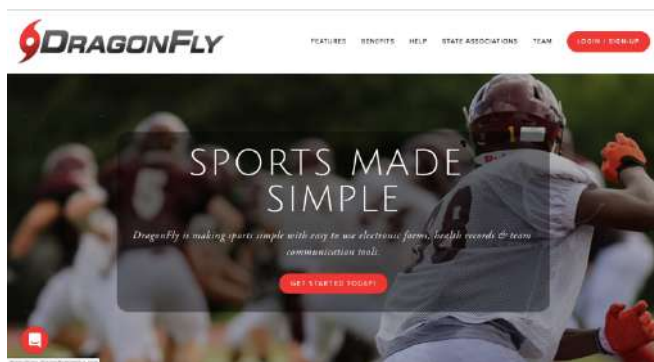 DRAGONFLY
FEATURES BENEFITS HELP STATE ASSOCIATIONS TEAM LOGIN / SIGN-UP
SPORTS MADE
SIMPLE
DragonFly is making sports simple with easy to use electronic forms, health records & team
communication tools
GET STARTED TODAY!